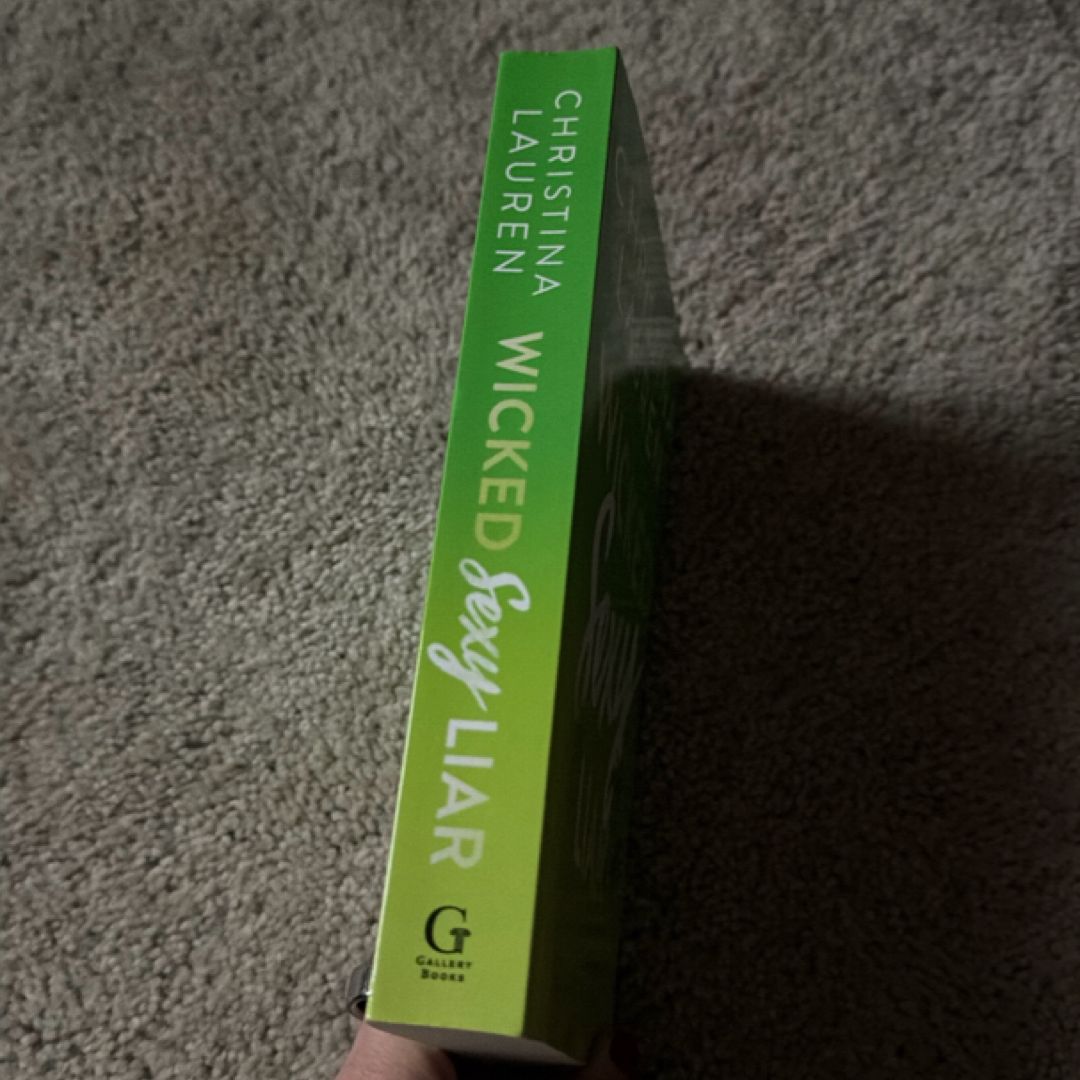 CHRISTINA
LAUREN
WICKED Sexy LIAR
G
GALLERY
BOOKS